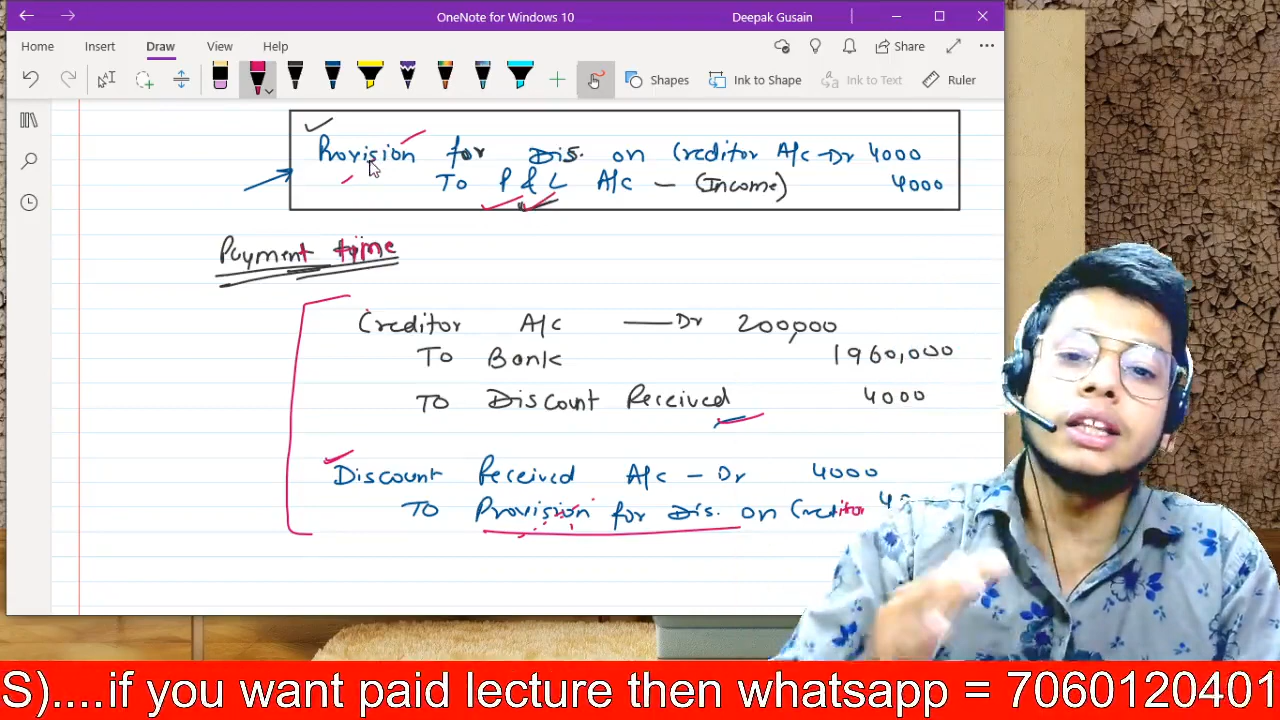 OneNote for Windows 10
Deepak Gusain
Home Insert Draw View Help
Share
Shapes Ink to Shape Ink to Text Ruler
Provision for Dis. on Creditor A/c - Dr 4000
To P & L A/c - (Income) 4000
Payment time
Creditor A/c — Dr 200,000
To Bank 1960,000
To Discount Received 4000
Discount Received A/c - Dr 4000
To Provision for Dis. on Creditor
S)....if you want paid lecture then whatsapp = 7060120401